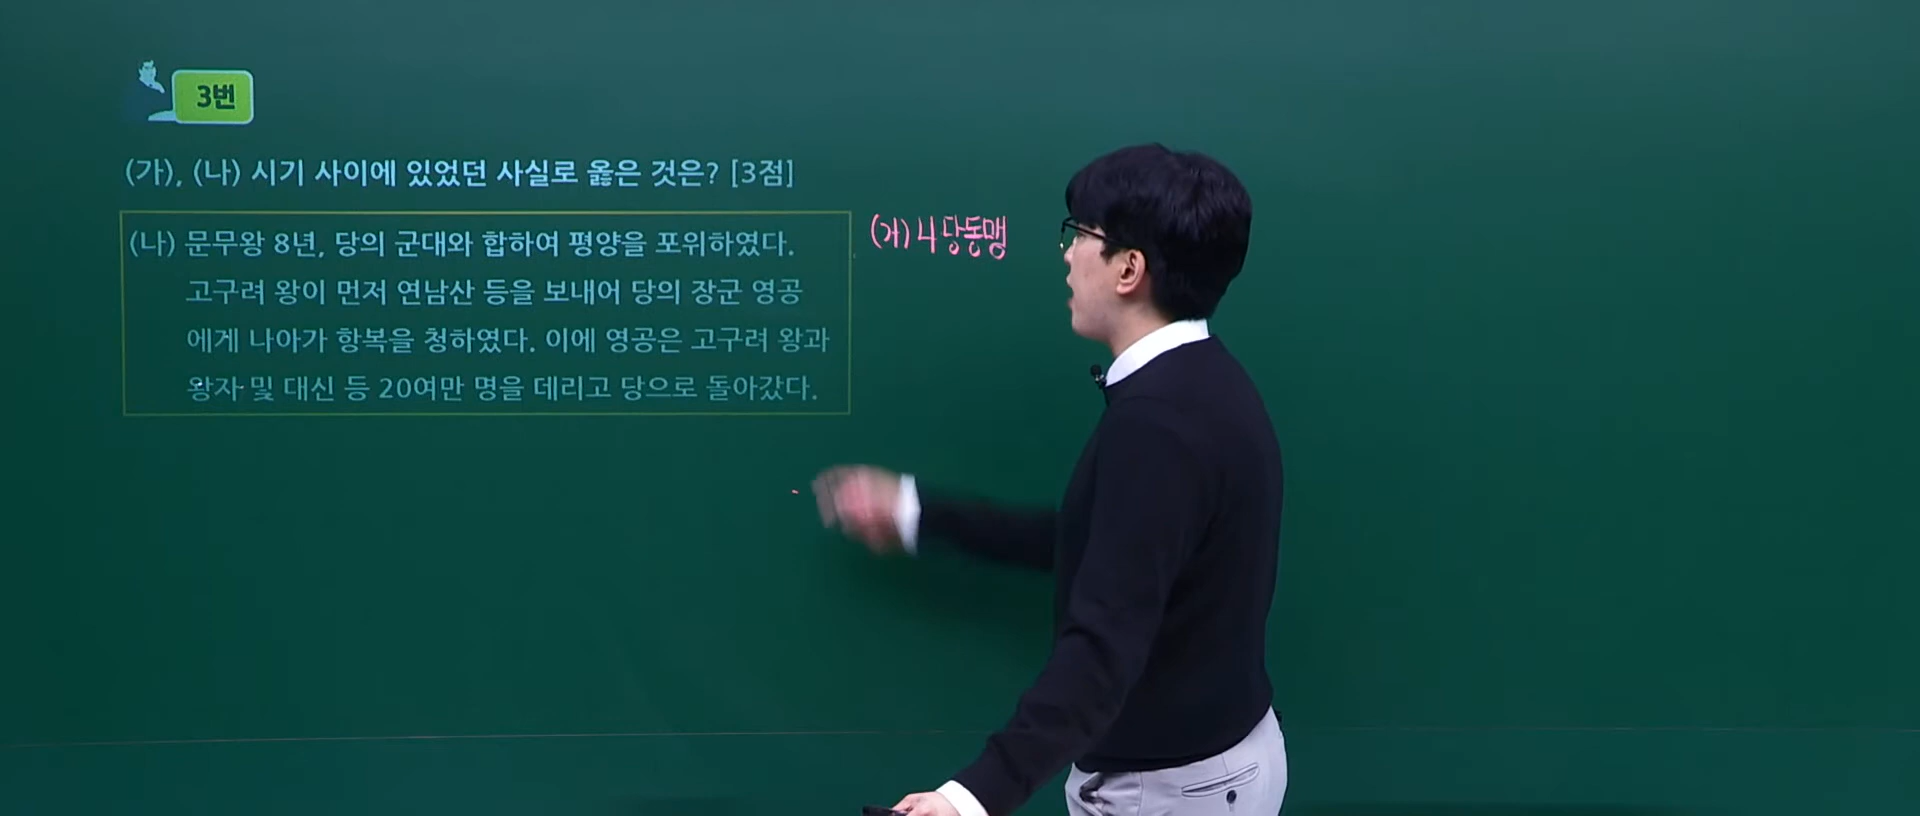 3번
(가), (나) 시기 사이에 있었던 사실로 옳은 것은? [3점]
(나) 문무왕 8년, 당의 군대와 합하여 평양을 포위하였다.
고구려 왕이 먼저 연남산 등을 보내어 당의 장군 영공
에게 나아가 항복을 청하였다. 이에 영공은 고구려 왕과
왕자 및 대신 등 20여만 명을 데리고 당으로 돌아갔다.
(가) 나당동맹